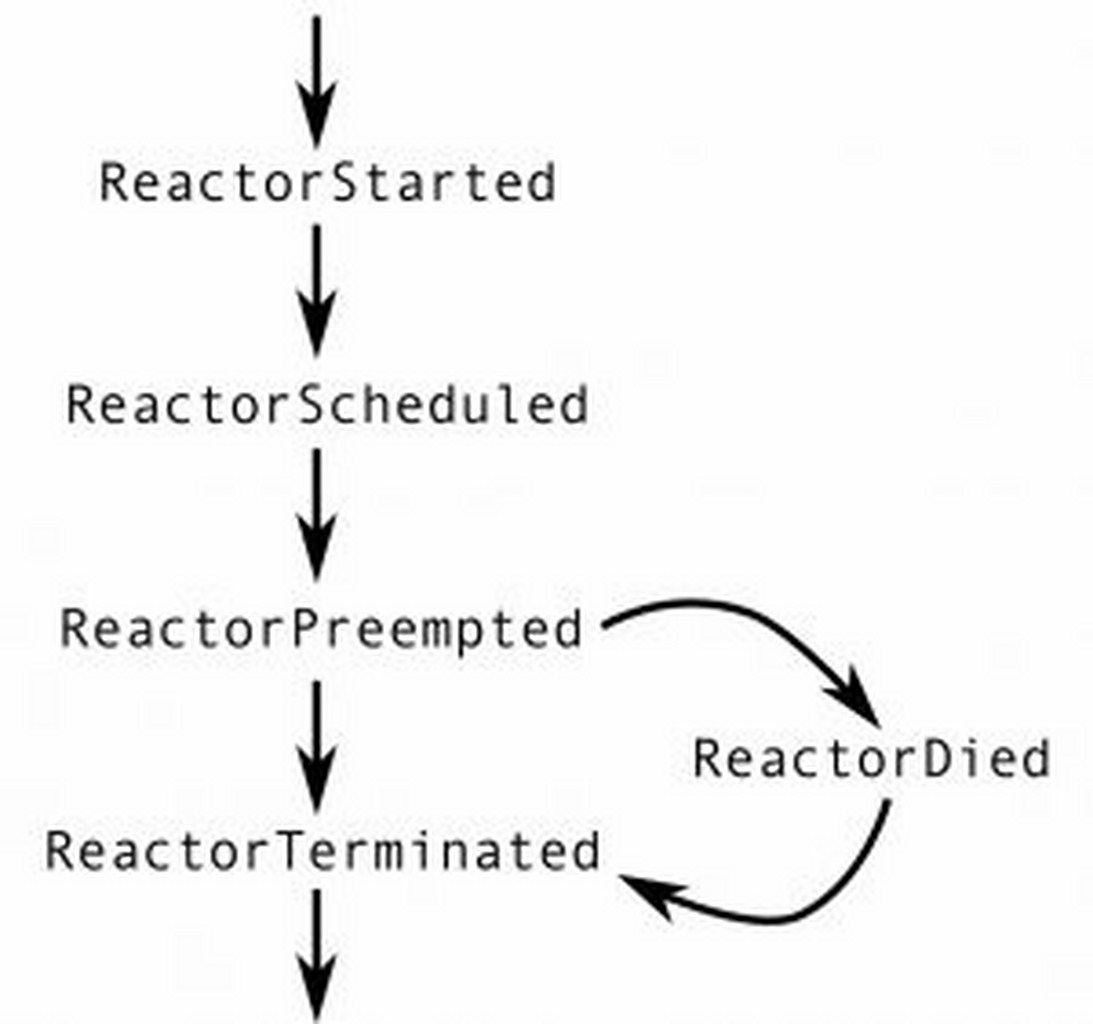 ReactorStarted
ReactorScheduled
ReactorPreempted
ReactorDied
ReactorTerminated